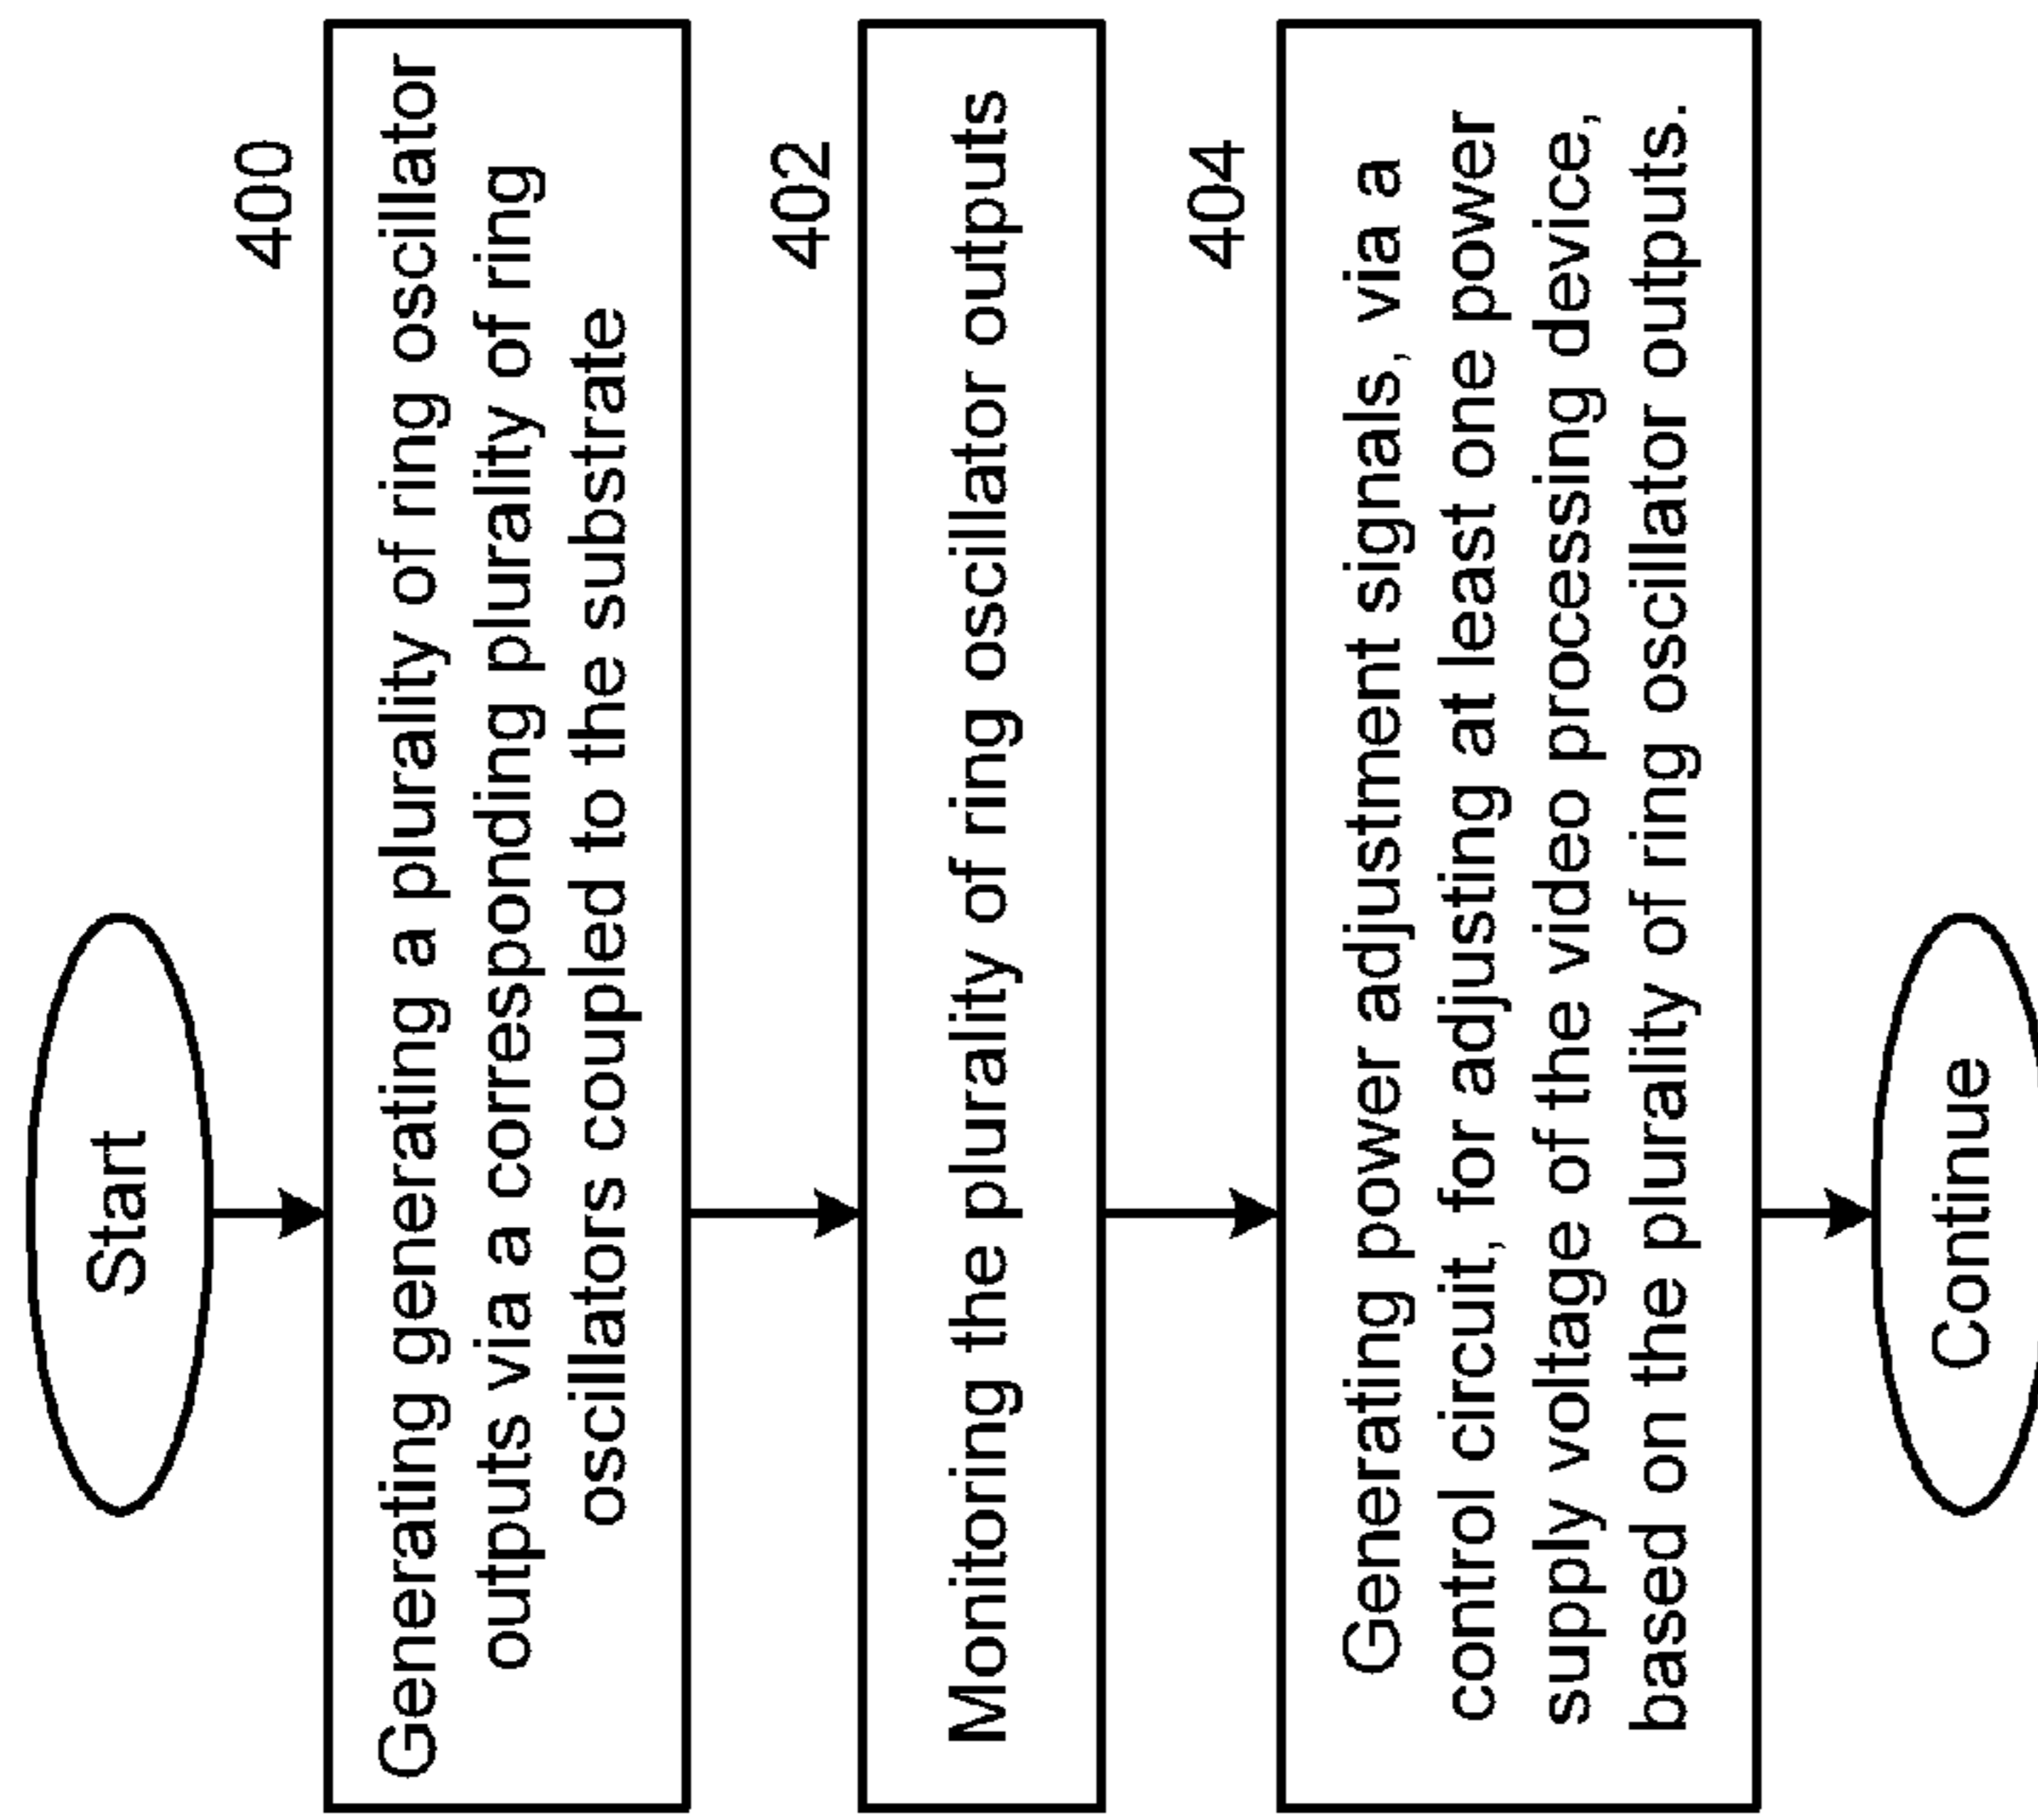 Start
400
Generating generating a plurality of ring oscillator
outputs via a corresponding plurality of ring
oscillators coupled to the substrate
402
Monitoring the plurality of ring oscillator outputs
404
Generating power adjustment signals, via a
control circuit, for adjusting at least one power
supply voltage of the video processing device,
based on the plurality of ring oscillator outputs.
Continue